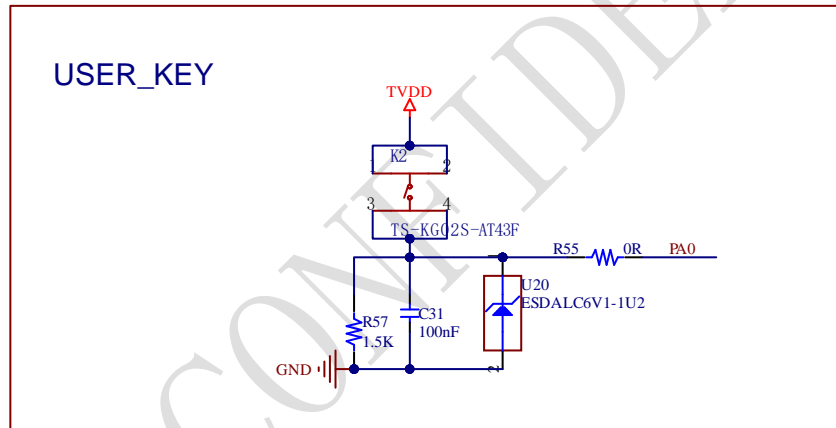 USER_KEY
TVDD
K2
1 2
3 4
TS-KG02S-AT43F
R55 0R PA0
U20
ESDALC6V1-1U2
C31
100nF
R57
1.5K
GND
2